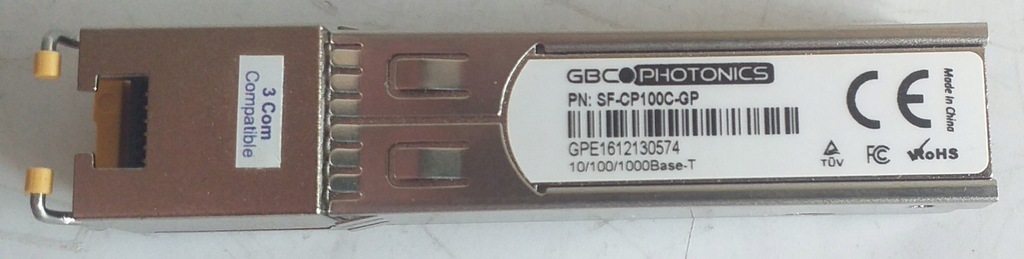 3 Com
Compatible
GBC PHOTONICS
PN: SF-CP100C-GP
GPE1612130574
10/100/1000Base-T
CE
Made in China
TÜV
FC
RoHS